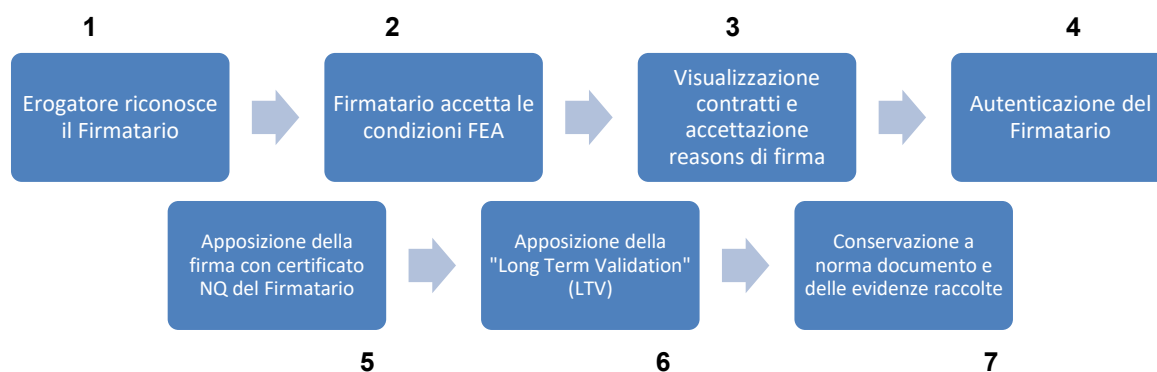 1
2
3
4
Erogatore riconosce
il Firmatario
Firmatario accetta le
condizioni FEA
Visualizzazione
contratti e
accettazione
reasons di firma
Autenticazione del
Firmatario
Apposizione della
firma con certificato
NQ del Firmatario
Apposizione della
"Long Term Validation"
(LTV)
Conservazione a
norma documento e
delle evidenze raccolte
5
6
7